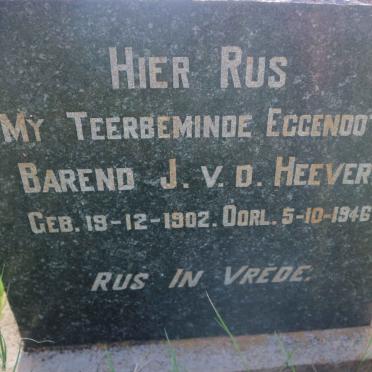 HIER RUS
MY TEERBEMINDE EGGENOOT
BAREND J. V. D. HEEVER
GEB. 19-12-1902. OORL. 5-10-1946
RUS IN VREDE.